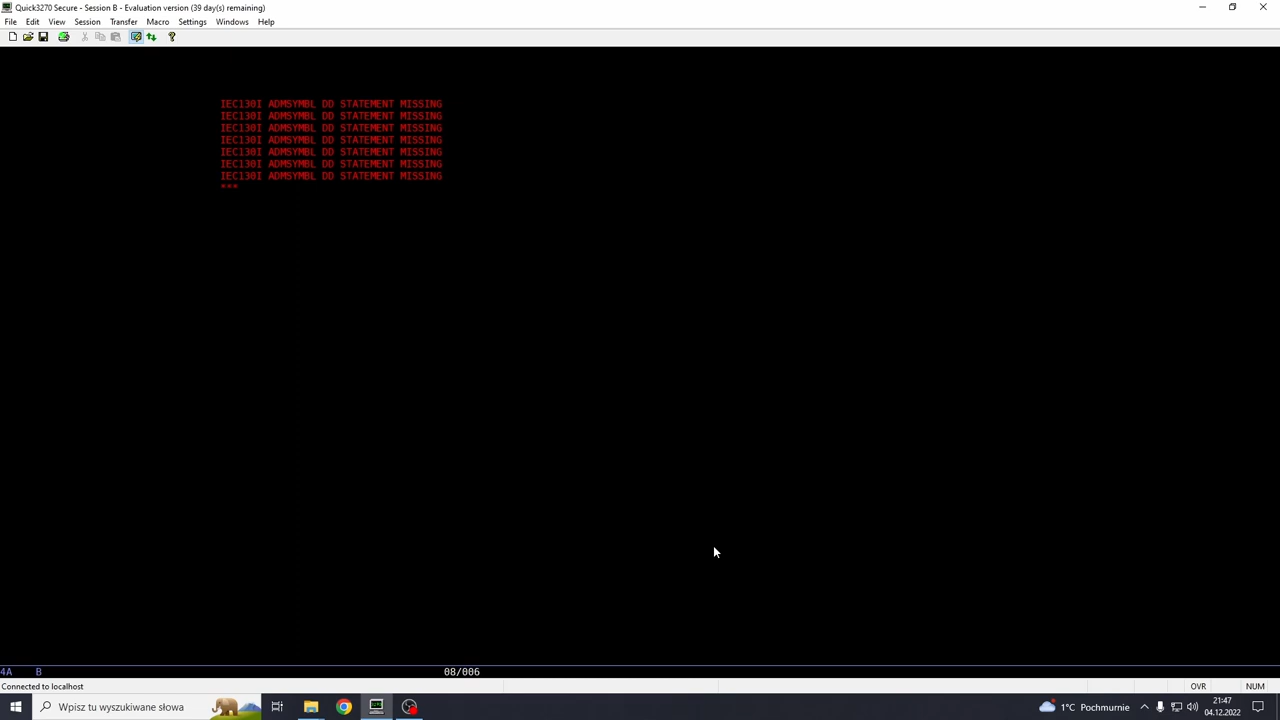 Quick3270 Secure - Session B - Evaluation version (39 day(s) remaining)
File Edit View Session Transfer Macro Settings Windows Help
IEC130I ADMSYMBL DD STATEMENT MISSING
IEC130I ADMSYMBL DD STATEMENT MISSING
IEC130I ADMSYMBL DD STATEMENT MISSING
IEC130I ADMSYMBL DD STATEMENT MISSING
IEC130I ADMSYMBL DD STATEMENT MISSING
IEC130I ADMSYMBL DD STATEMENT MISSING
IEC130I ADMSYMBL DD STATEMENT MISSING
***
4A B 08/006
Connected to localhost OVR NUM
Wpisz tu wyszukiwane słowa 1°C Pochmurnie 21:47
04.12.2022